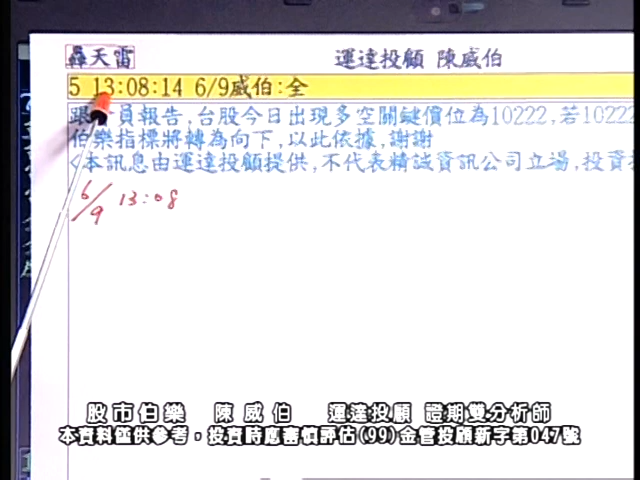 轟天雷
運達投顧 陳威伯
5 13:08:14 6/9威伯:全
跟 員報告,台股今日出現多空關鍵價位為10222,若10222
伯樂指標將轉為向下,以此依據,謝謝
<本訊息由運達投顧提供,不代表精誠資訊公司立場,投資
6/9 13:08
股市伯樂 陳威伯 運達投顧 證期雙分析師
本資料僅供參考,投資時應審慎評估(99)金管投顧新字第047號